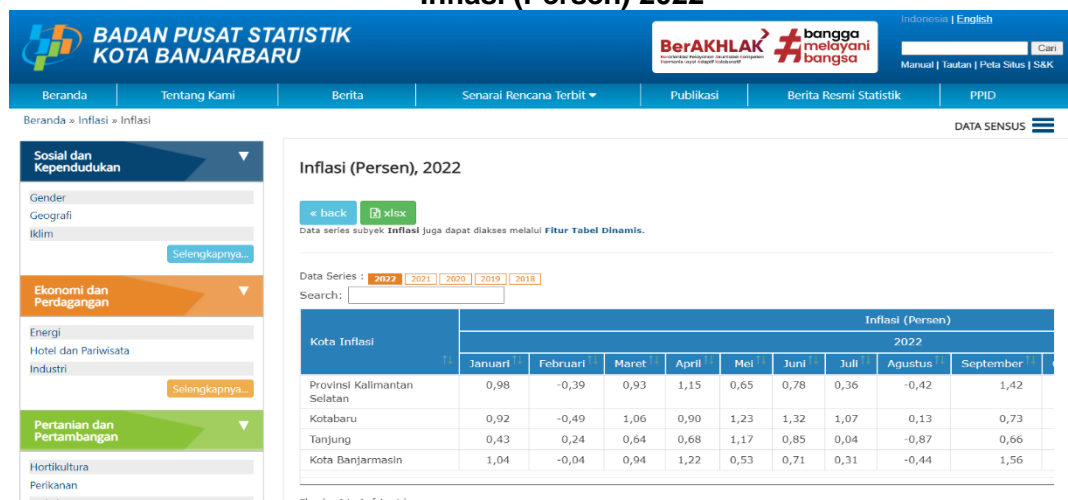 Inflasi (Persen) 2022
BADAN PUSAT STATISTIK
KOTA BANJARBARU
BerAKHLAK
# bangga
melayani
bangsa
Indonesia | English
Cari
Manual | Tautan | Peta Situs | S&K
Beranda Tentang Kami Berita Senarai Rencana Terbit ▾ Publikasi Berita Resmi Statistik PPID
Beranda » Inflasi » Inflasi
DATA SENSUS
Sosial dan
Kependudukan
Gender
Geografi
Iklim
Selengkapnya...
Ekonomi dan
Perdagangan
Energi
Hotel dan Pariwisata
Industri
Selengkapnya...
Pertanian dan
Pertambangan
Hortikultura
Perikanan
Inflasi (Persen), 2022
« back xlsx
Data series subyek Inflasi juga dapat diakses melalui Fitur Tabel Dinamis.
Data Series : 2022 2021 2020 2019 2018
Search:
Kota Inflasi
Inflasi (Persen)
2022
Januari Februari Maret April Mei Juni Juli Agustus September
Provinsi Kalimantan
Selatan
0,98 -0,39 0,93 1,15 0,65 0,78 0,36 -0,42 1,42
Kotabaru 0,92 -0,49 1,06 0,90 1,23 1,32 1,07 0,13 0,73
Tanjung 0,43 0,24 0,64 0,68 1,17 0,85 0,04 -0,87 0,66
Kota Banjarmasin 1,04 -0,04 0,94 1,22 0,53 0,71 0,31 -0,44 1,56